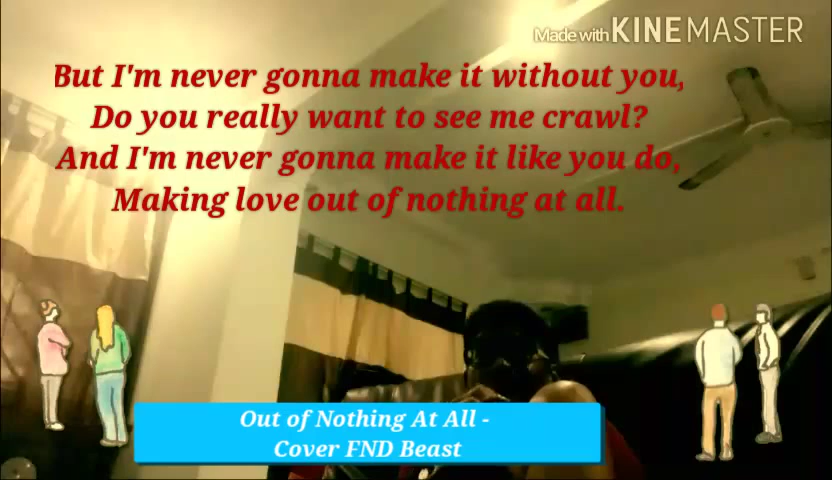 Made with KINEMASTER
But I'm never gonna make it without you,
Do you really want to see me crawl?
And I'm never gonna make it like you do,
Making love out of nothing at all.
Out of Nothing At All -
Cover FND Beast